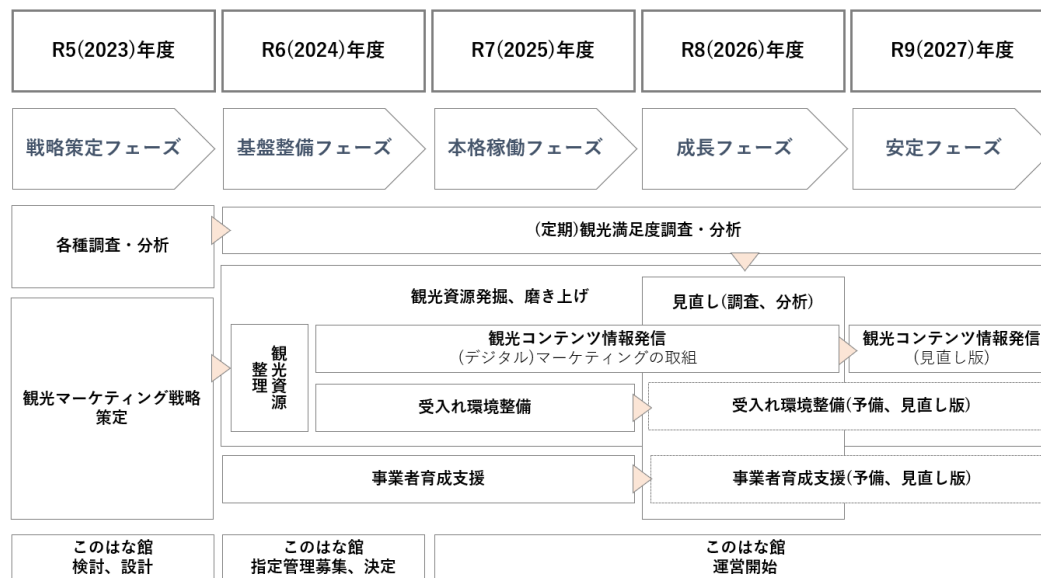 R5(2023)年度
R6(2024)年度
R7(2025)年度
R8(2026)年度
R9(2027)年度
戦略策定フェーズ
基盤整備フェーズ
本格稼働フェーズ
成長フェーズ
安定フェーズ
各種調査・分析
(定期)観光満足度調査・分析
観光資源発掘、磨き上げ
見直し(調査、分析)
観光マーケティング戦略
策定
観光資源
整理
観光コンテンツ情報発信
(デジタル)マーケティングの取組
観光コンテンツ情報発信
(見直し版)
受入れ環境整備
受入れ環境整備(予備、見直し版)
事業者育成支援
事業者育成支援(予備、見直し版)
このはな館
検討、設計
このはな館
指定管理募集、決定
このはな館
運営開始